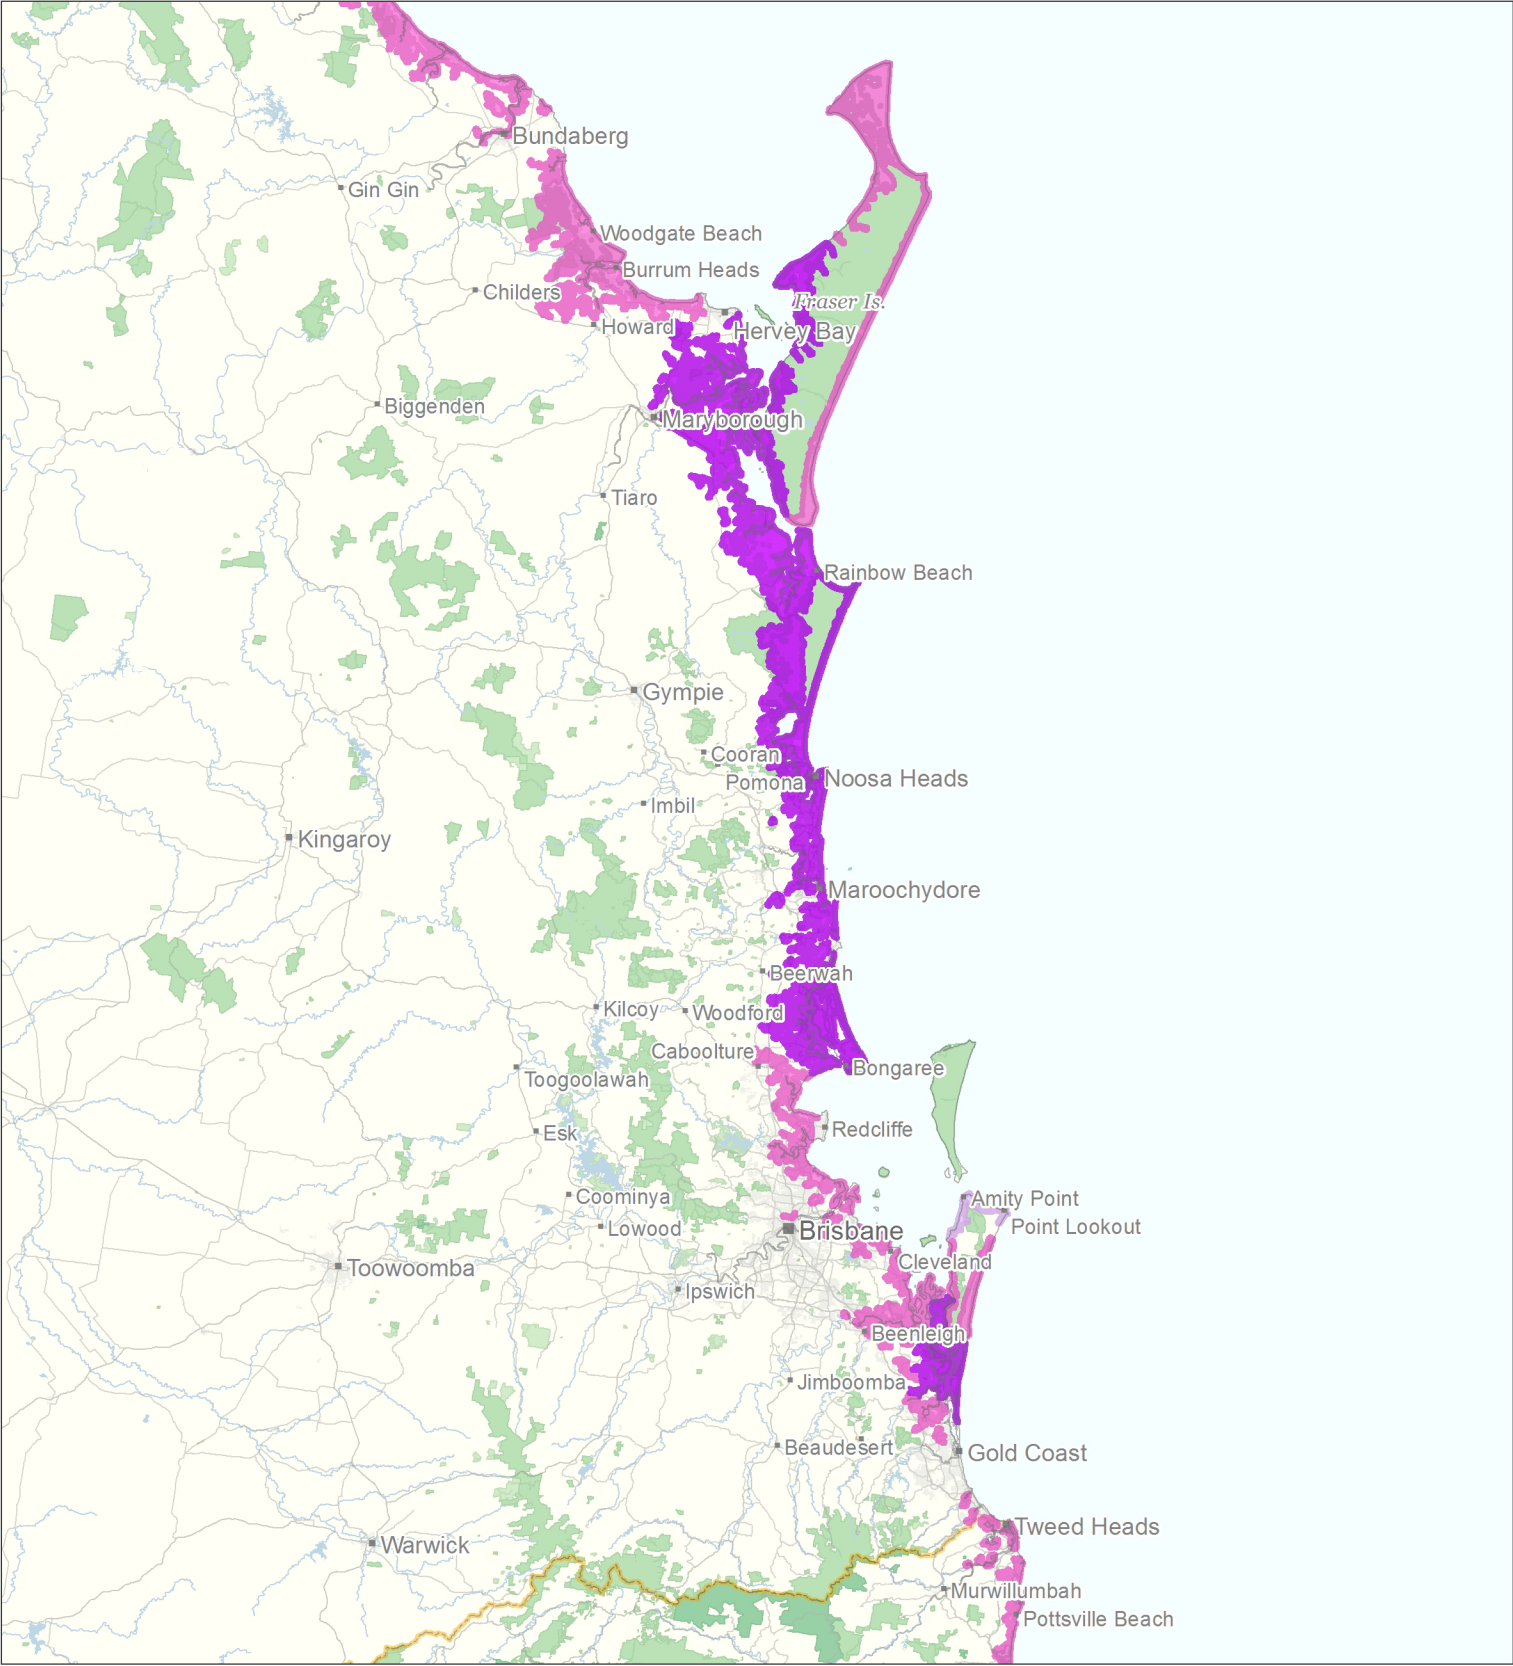 Bundaberg
Gin Gin
Woodgate Beach
Burrum Heads
Childers
Fraser Is.
Howard
Hervey Bay
Biggenden
Maryborough
Tiaro
Rainbow Beach
Gympie
Cooran
Noosa Heads
Pomona
Imbil
Kingaroy
Maroochydore
Beerwah
Kilcoy
Woodford
Caboolture
Bongaree
Toogoolawah
Redcliffe
Esk
Coominya
Amity Point
Lowood
Point Lookout
Brisbane
Cleveland
Toowoomba
Ipswich
Beenleigh
Jimboomba
Beaudesert
Gold Coast
Tweed Heads
Warwick
Murwillumbah
Pottsville Beach